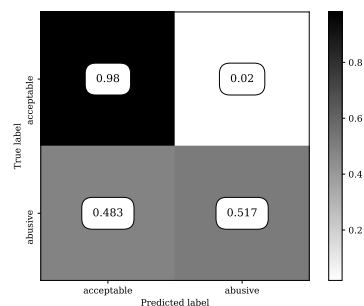 0.98 0.02
0.483 0.517
acceptable
abusive
True label
acceptable abusive
Predicted label
0.8
0.6
0.4
0.2